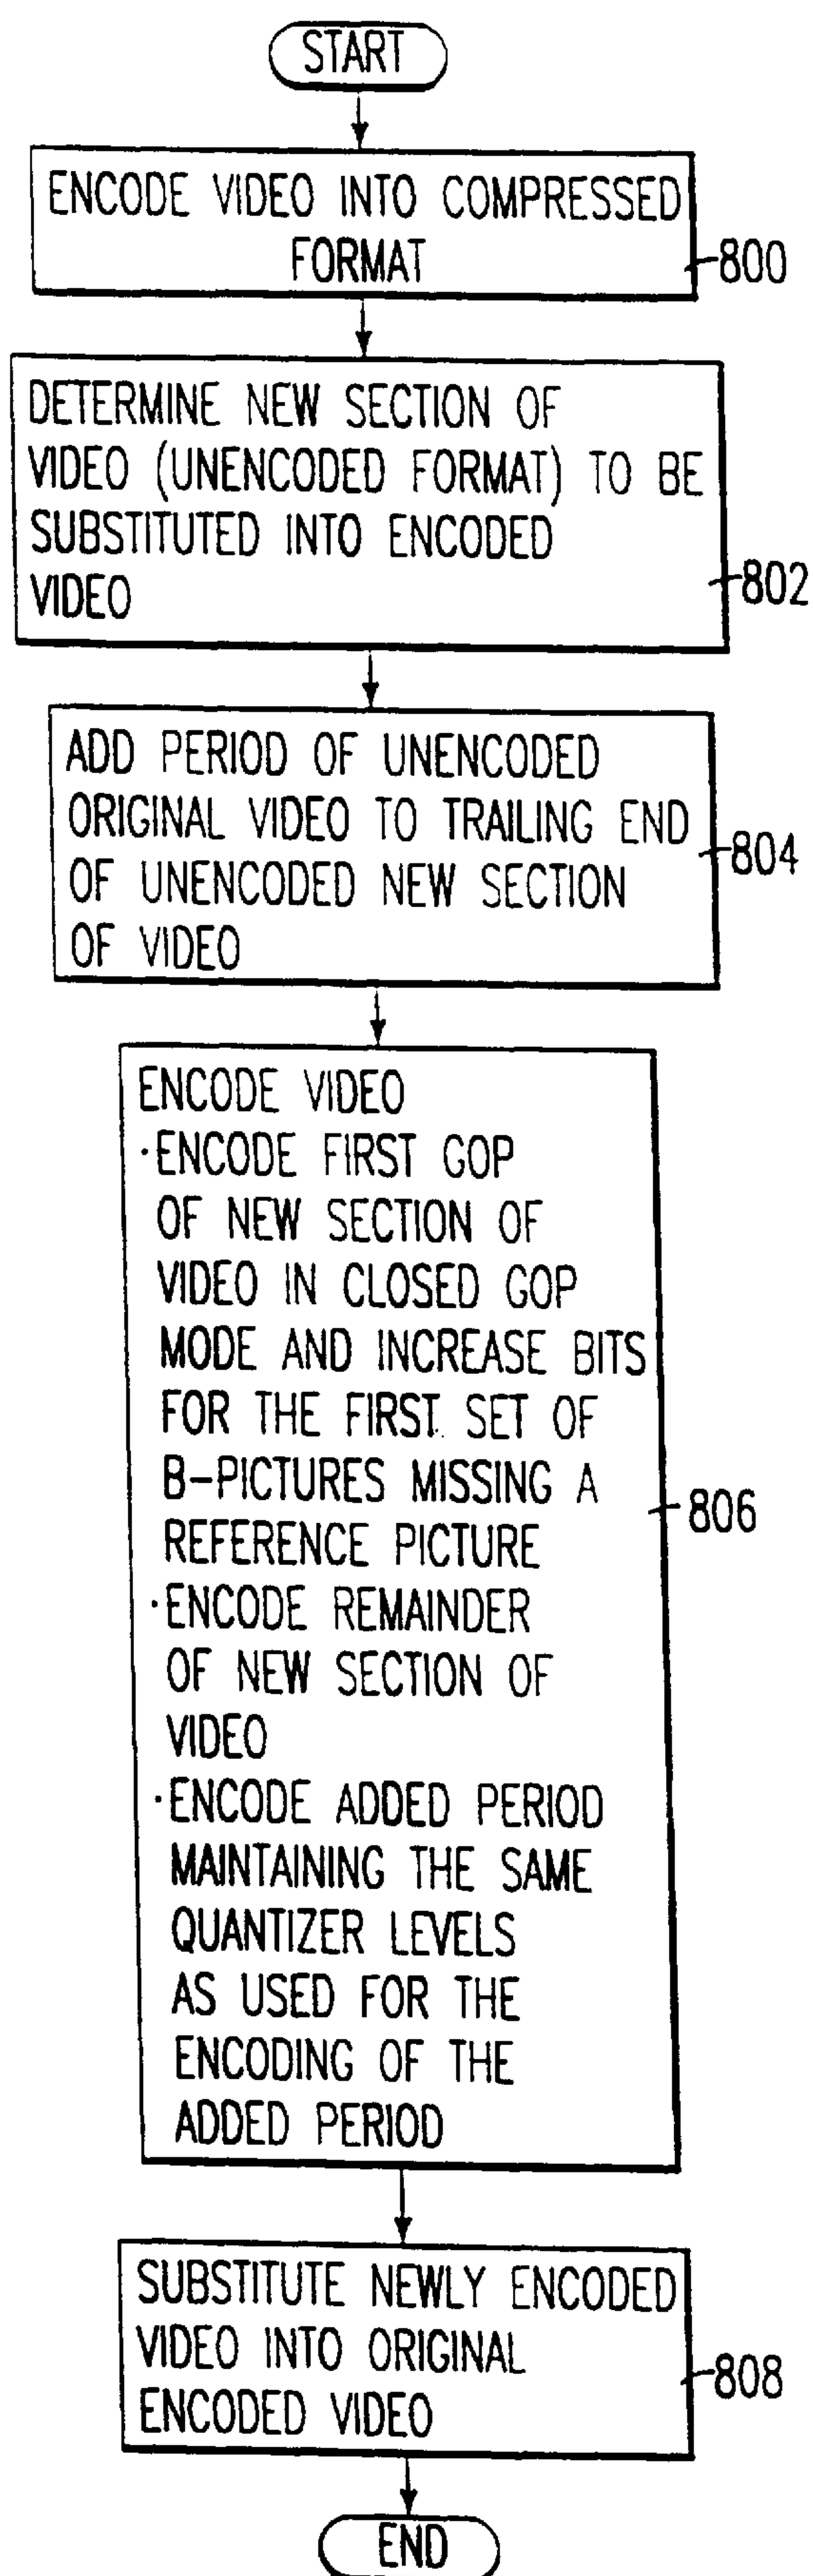 START
ENCODE VIDEO INTO COMPRESSED
FORMAT
800
DETERMINE NEW SECTION OF
VIDEO (UNENCODED FORMAT) TO BE
SUBSTITUTED INTO ENCODED
VIDEO
802
ADD PERIOD OF UNENCODED
ORIGINAL VIDEO TO TRAILING END
OF UNENCODED NEW SECTION
OF VIDEO
804
ENCODE VIDEO
·ENCODE FIRST GOP
OF NEW SECTION OF
VIDEO IN CLOSED GOP
MODE AND INCREASE BITS
FOR THE FIRST SET OF
B-PICTURES MISSING A
REFERENCE PICTURE
·ENCODE REMAINDER
OF NEW SECTION OF
VIDEO
·ENCODE ADDED PERIOD
MAINTAINING THE SAME
QUANTIZER LEVELS
AS USED FOR THE
ENCODING OF THE
ADDED PERIOD
806
SUBSTITUTE NEWLY ENCODED
VIDEO INTO ORIGINAL
ENCODED VIDEO
808
END